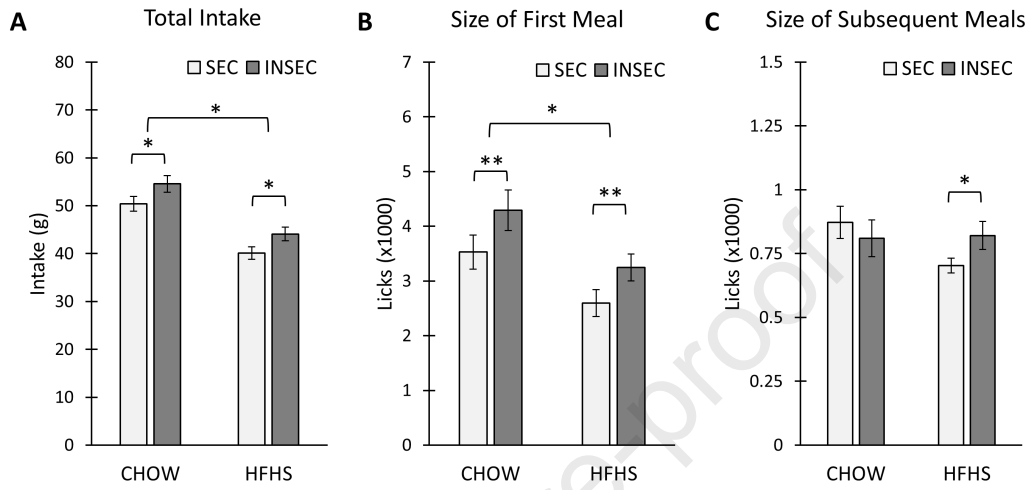 A
Total Intake
SEC INSEC
Intake (g)
80
70
60
50
40
30
20
10
0
*
*
*
CHOW HFHS
B
Size of First Meal
SEC INSEC
Licks (x1000)
7
6
5
4
3
2
1
0
*
**
**
CHOW HFHS
C
Size of Subsequent Meals
SEC INSEC
Licks (x1000)
1.5
1.25
1
0.75
0.5
0.25
0
*
CHOW HFHS
e-proof